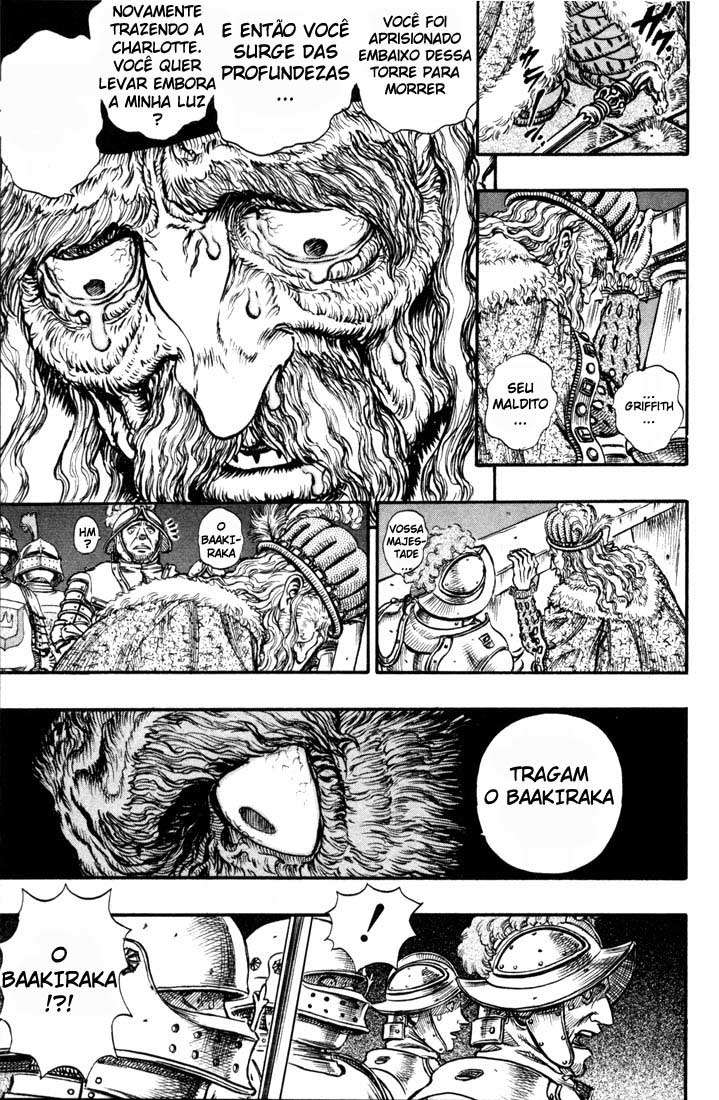 ...
GRIFFITH
...
SEU
MALDITO
...
VOCÊ FOI
APRISIONADO
EMBAIXO DESSA
TORRE PARA
MORRER
E ENTÃO VOCÊ
SURGE DAS
PROFUNDEZAS
...
NOVAMENTE
TRAZENDO A
CHARLOTTE.
VOCÊ QUER
LEVAR EMBORA
A MINHA LUZ
?
VOSSA
MAJES-
TADE
...
O
BAAKI-
RAKA
HM
?
TRAGAM
O BAAKIRAKA
!
O
BAAKIRAKA
!?!